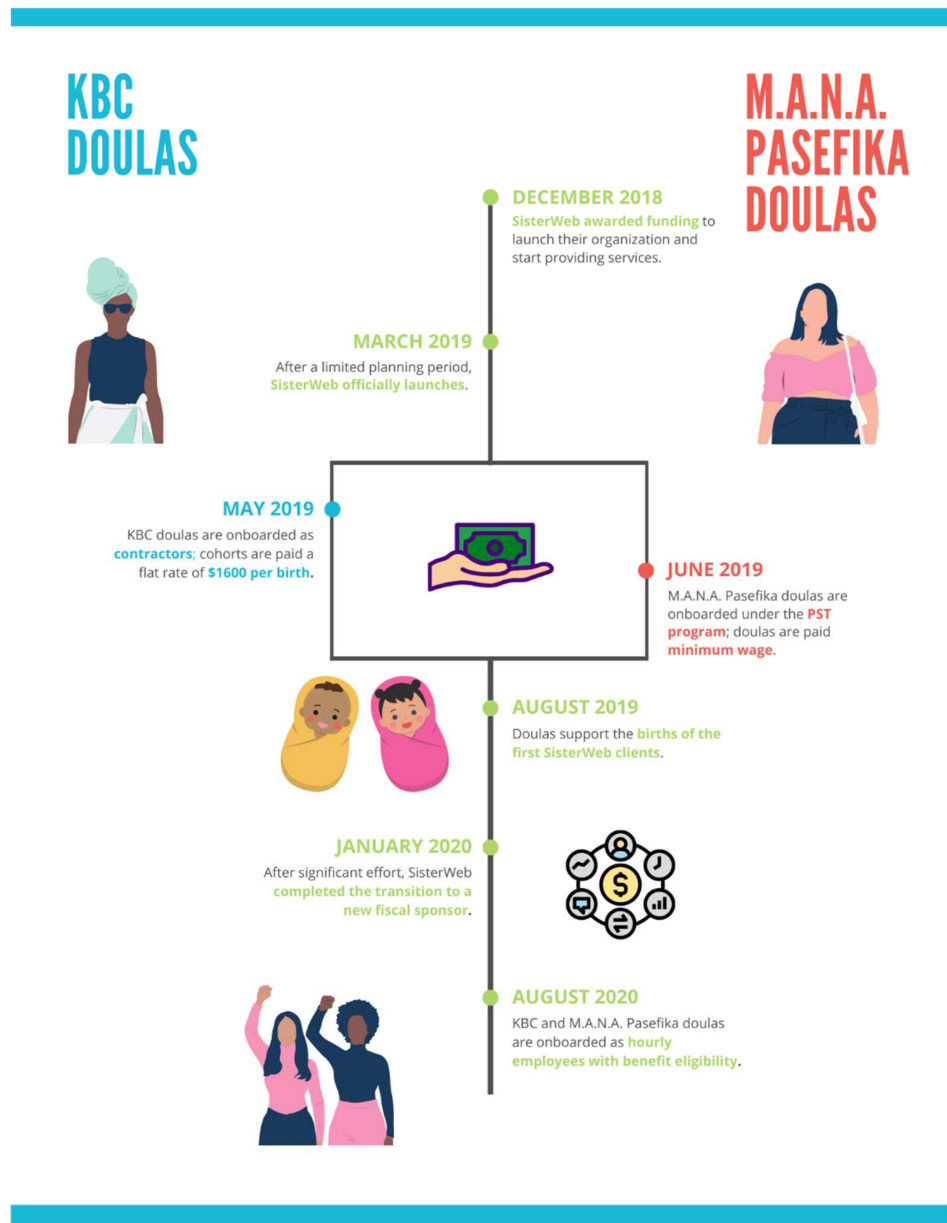 KBC
DOULAS
M.A.N.A.
PASEFIKA
DOULAS
DECEMBER 2018
SisterWeb awarded funding to
launch their organization and
start providing services.
MARCH 2019
After a limited planning period,
SisterWeb officially launches.
MAY 2019
KBC doulas are onboarded as
contractors; cohorts are paid a
flat rate of $1600 per birth.
JUNE 2019
M.A.N.A. Pasefika doulas are
onboarded under the PST
program; doulas are paid
minimum wage.
AUGUST 2019
Doulas support the births of the
first SisterWeb clients.
JANUARY 2020
After significant effort, SisterWeb
completed the transition to a
new fiscal sponsor.
$
AUGUST 2020
KBC and M.A.N.A. Pasefika doulas
are onboarded as hourly
employees with benefit eligibility.